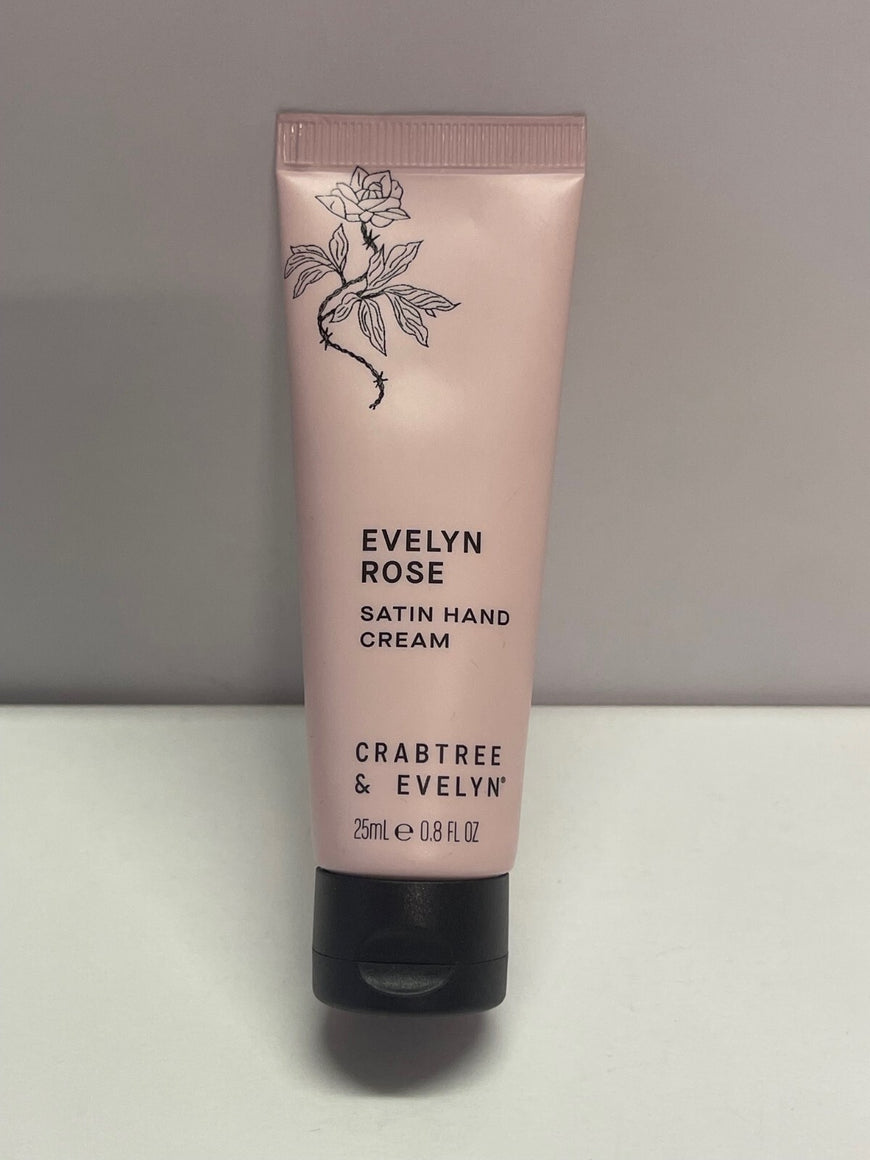 EVELYN
ROSE
SATIN HAND
CREAM
CRABTREE
& EVELYN®
25mL ℮ 0.8 FL OZ